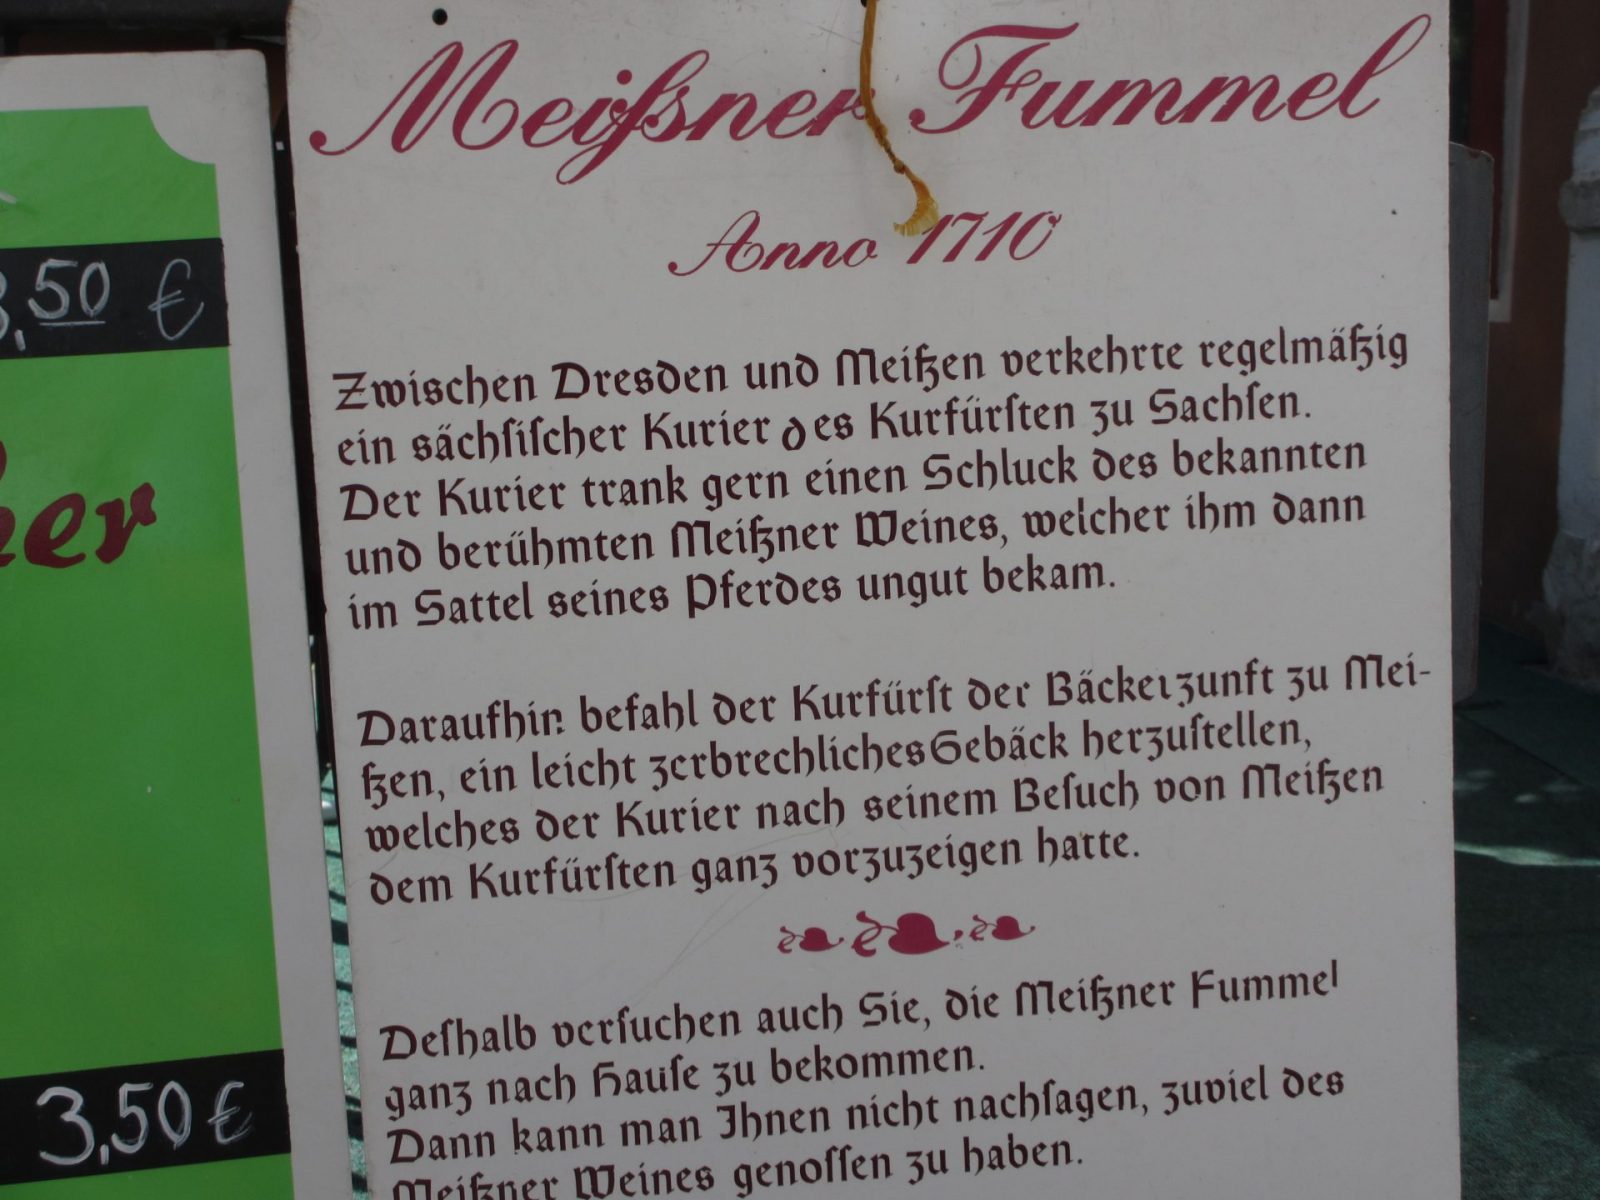 Meißner Fummel
Anno 1710
Zwischen Dresden und Meißen verkehrte regelmäßig
ein sächſiſcher Kurier des Kurfürſten zu Sachſen.
Der Kurier trank gern einen Schluck des bekannten
und berühmten Meißner Weines, welcher ihm dann
im Sattel seines Pferdes ungut bekam.
Daraufhin befahl der Kurfürſt der Bäckerzunft zu Mei-
ßen, ein leicht zerbrechliches Gebäck herzuſtellen,
welches der Kurier nach seinem Beſuch von Meißen
dem Kurfürſten ganz vorzuzeigen hatte.
Deſhalb verſuchen auch Sie, die Meißner Fummel
ganz nach Hauſe zu bekommen.
Dann kann man Ihnen nicht nachſagen, zuviel des
Meißner Weines genoſſen zu haben.
3,50 €
her
3,50 €